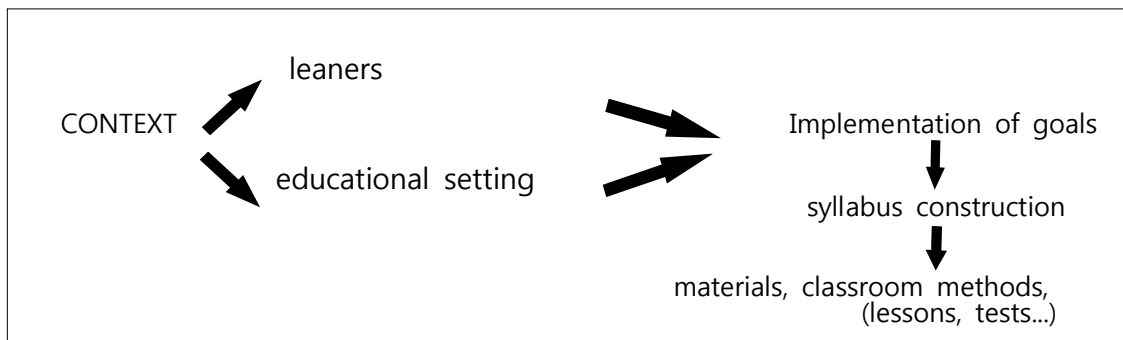 leaners
CONTEXT
Implementation of goals
educational setting
syllabus construction
materials, classroom methods,
(lessons, tests...)